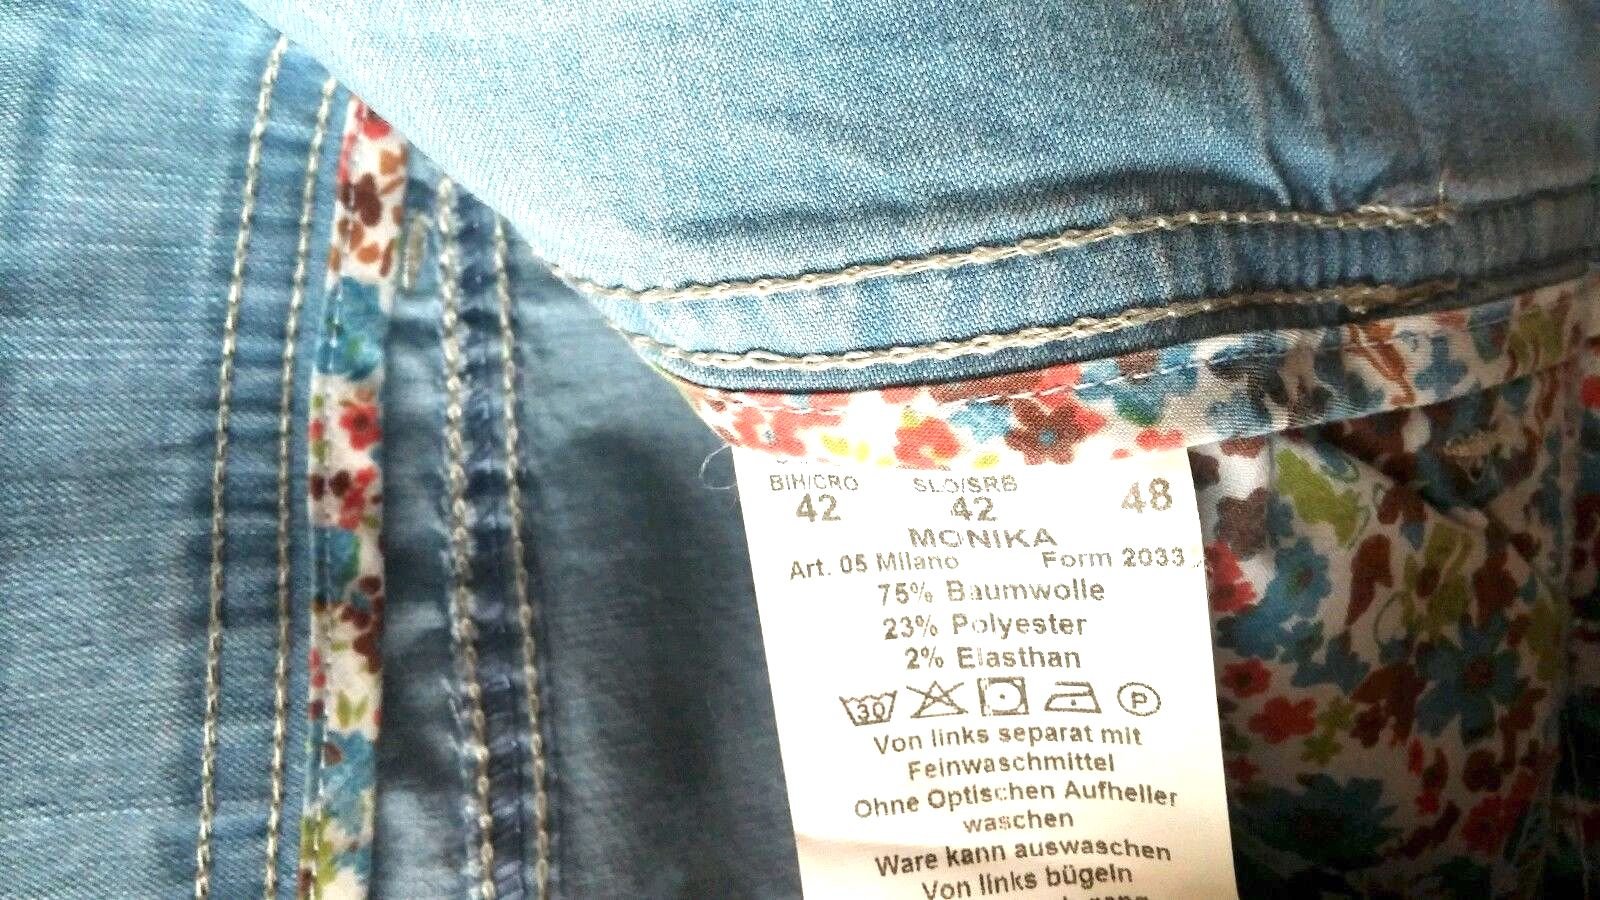 BIH/CRO SLO/SRB 48
42 42
MONIKA
Art. 05 Milano Form 2033
75% Baumwolle
23% Polyester
2% Elasthan
30 P
Von links separat mit
Feinwaschmittel
Ohne Optischen Aufheller
waschen
Ware kann auswaschen
Von links bügeln